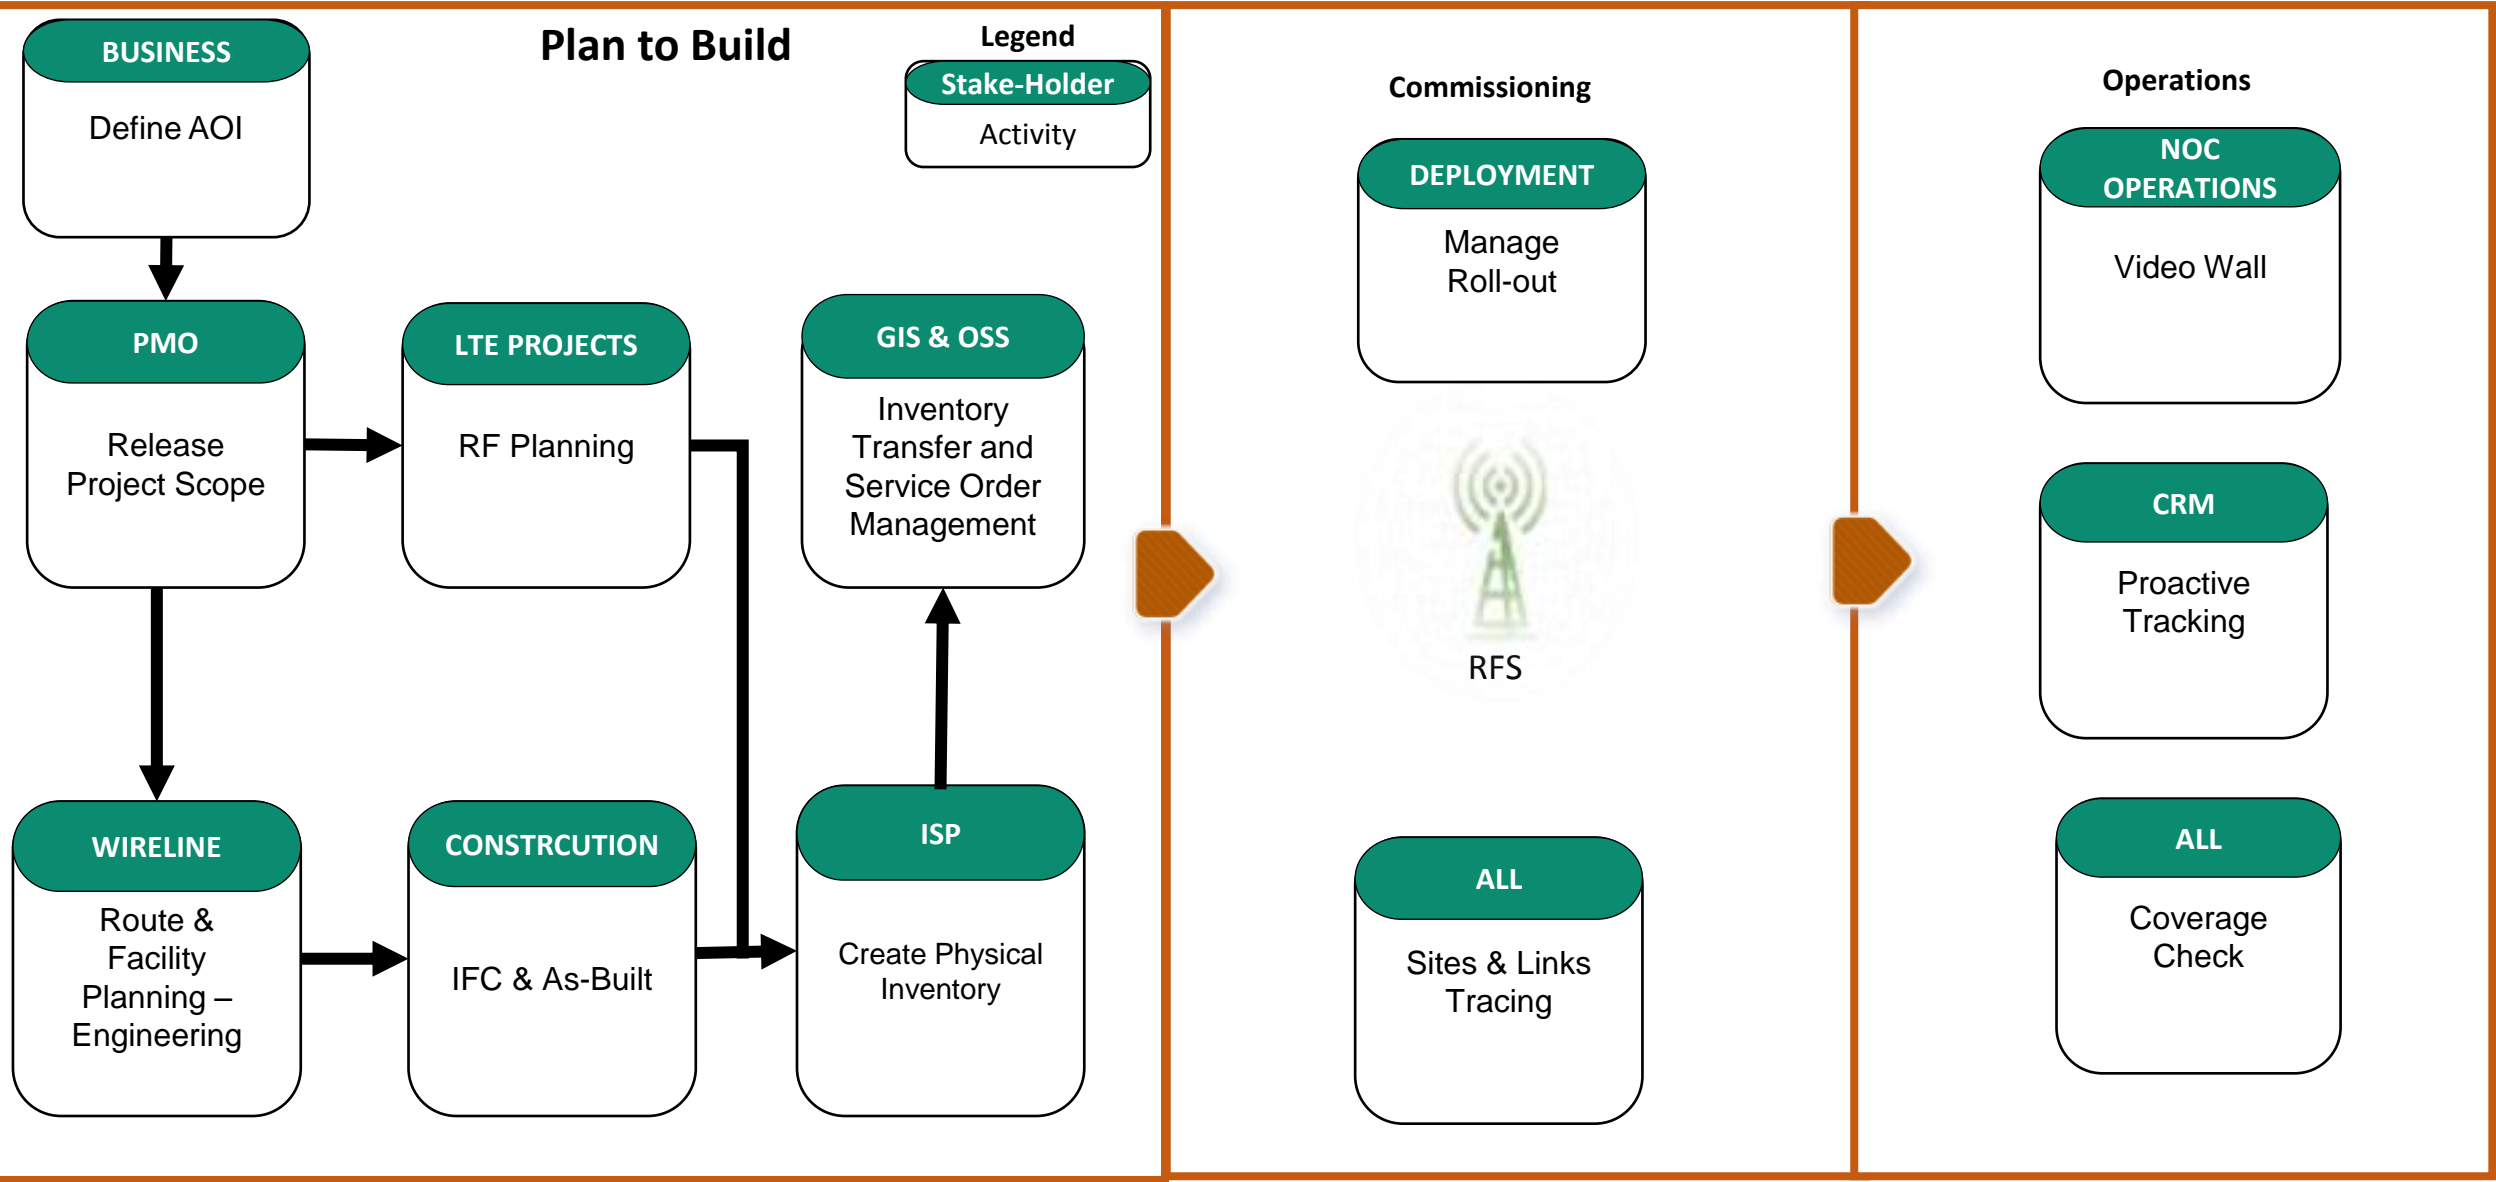 Plan to Build
Legend
Stake-Holder
Activity
BUSINESS
Define AOI
PMO
Release
Project Scope
LTE PROJECTS
RF Planning
GIS & OSS
Inventory
Transfer and
Service Order
Management
WIRELINE
Route &
Facility
Planning –
Engineering
CONSTRCUTION
IFC & As-Built
ISP
Create Physical
Inventory
Commissioning
DEPLOYMENT
Manage
Roll-out
RFS
ALL
Sites & Links
Tracing
Operations
NOC
OPERATIONS
Video Wall
CRM
Proactive
Tracking
ALL
Coverage
Check